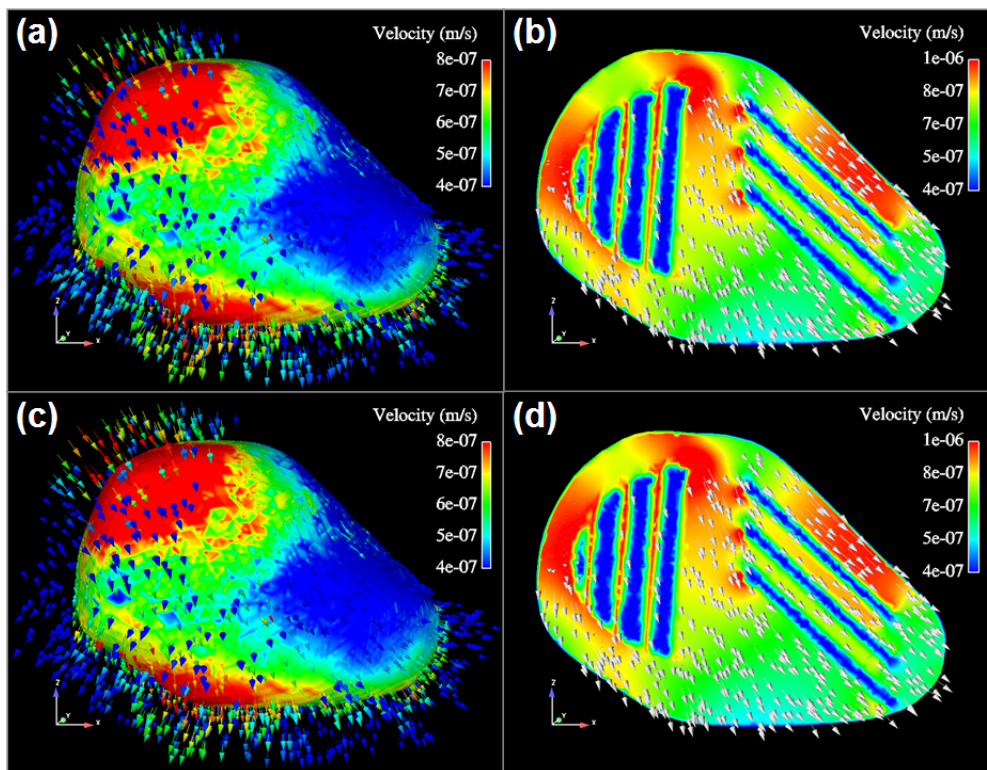 (a)
Velocity (m/s)
8e-07
7e-07
6e-07
5e-07
4e-07
Z
Y
X
(b)
Velocity (m/s)
1e-06
8e-07
7e-07
5e-07
4e-07
Z
Y
X
(c)
Velocity (m/s)
8e-07
7e-07
6e-07
5e-07
4e-07
Z
Y
X
(d)
Velocity (m/s)
1e-06
8e-07
7e-07
5e-07
4e-07
Z
Y
X